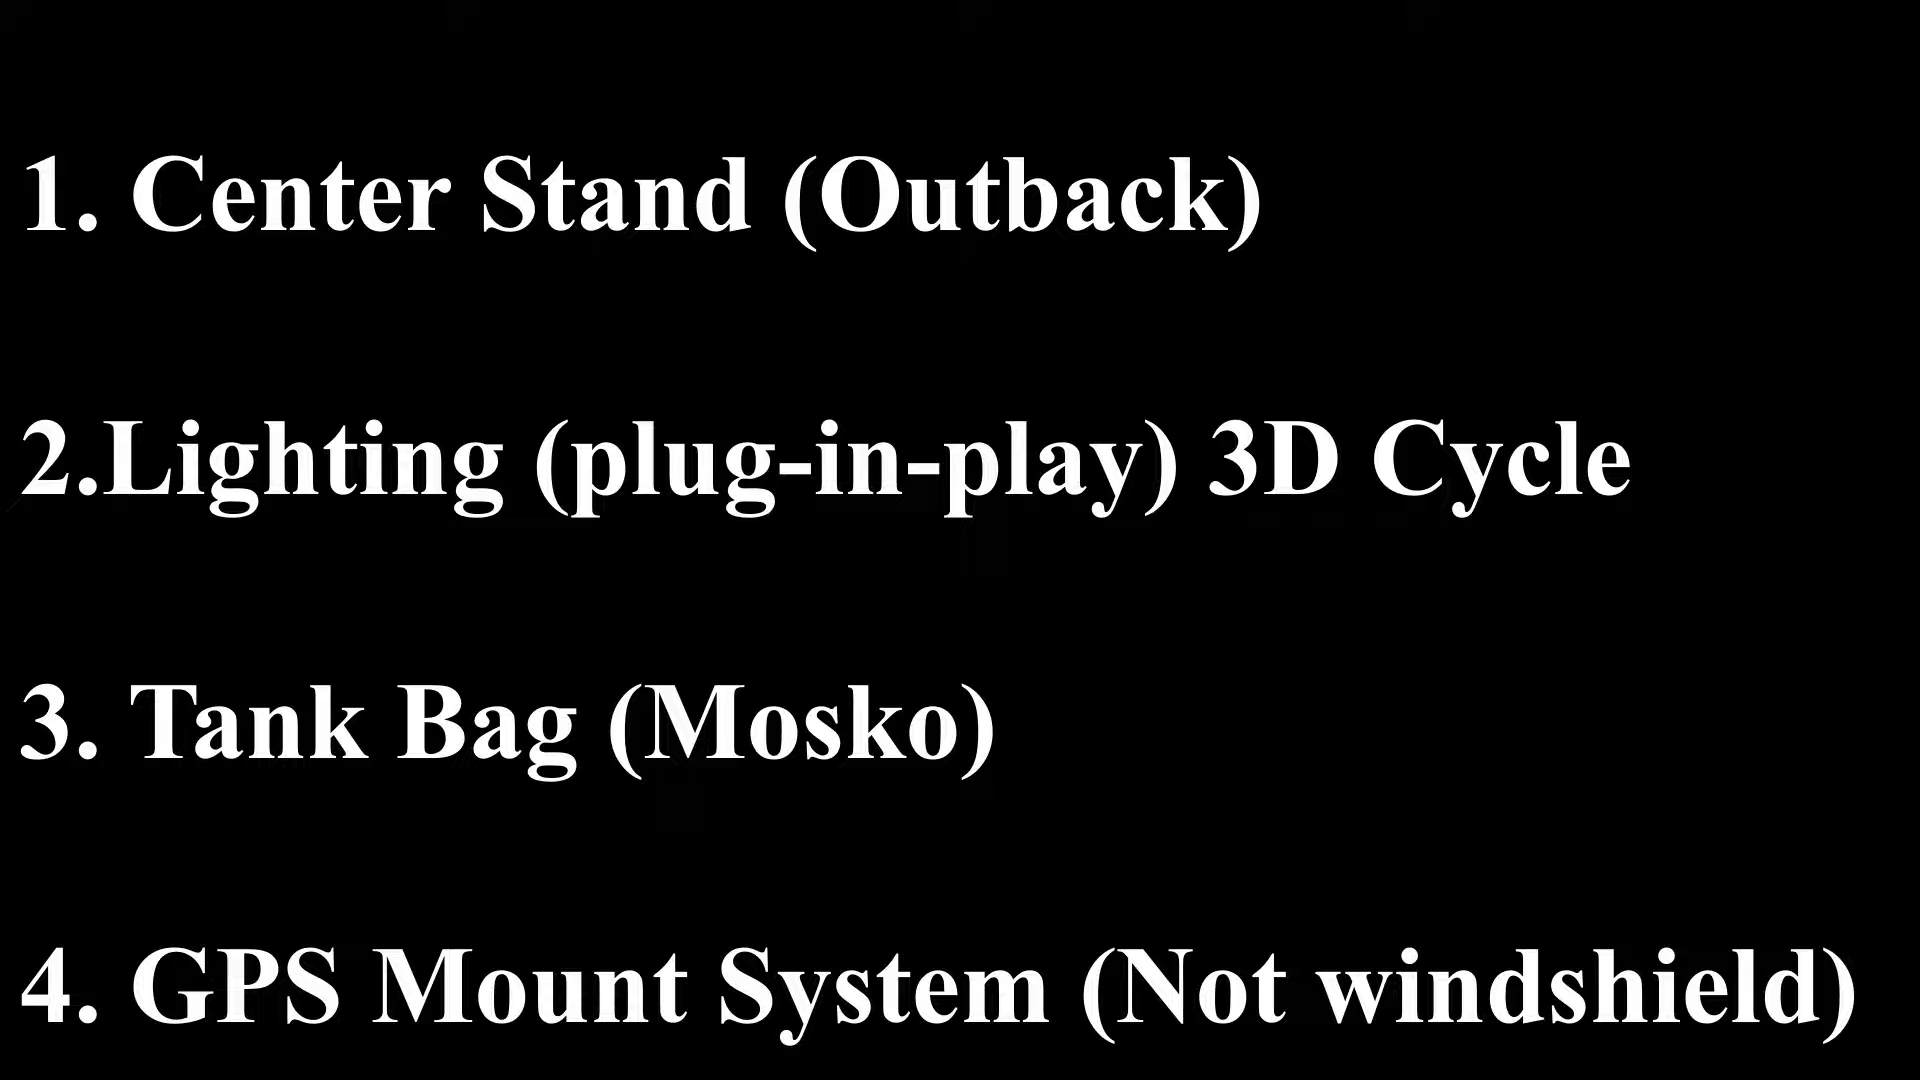 1. Center Stand (Outback)
2.Lighting (plug-in-play) 3D Cycle
3. Tank Bag (Mosko)
4. GPS Mount System (Not windshield)